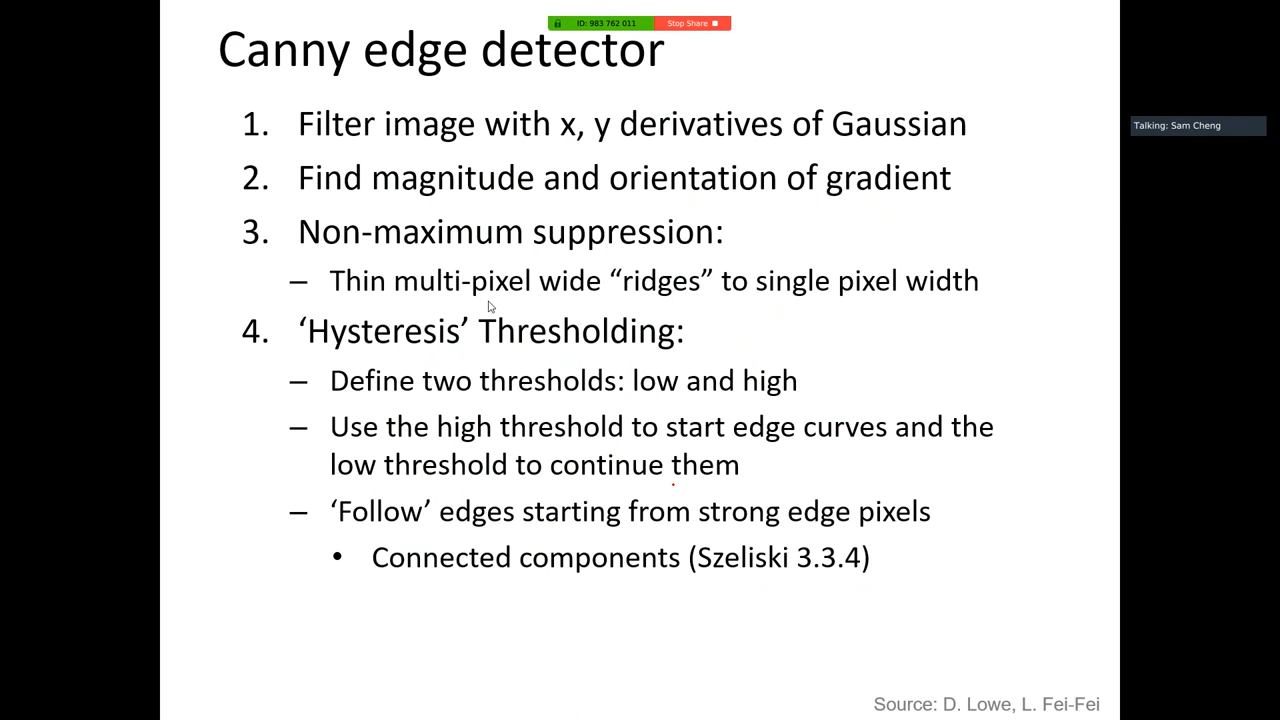 ID: 983 762 011 Stop Share
Canny edge detector
Talking: Sam Cheng
1. Filter image with x, y derivatives of Gaussian
2. Find magnitude and orientation of gradient
3. Non-maximum suppression:
– Thin multi-pixel wide “ridges” to single pixel width
4. ‘Hysteresis’ Thresholding:
– Define two thresholds: low and high
– Use the high threshold to start edge curves and the
low threshold to continue them
– ‘Follow’ edges starting from strong edge pixels
• Connected components (Szeliski 3.3.4)
Source: D. Lowe, L. Fei-Fei